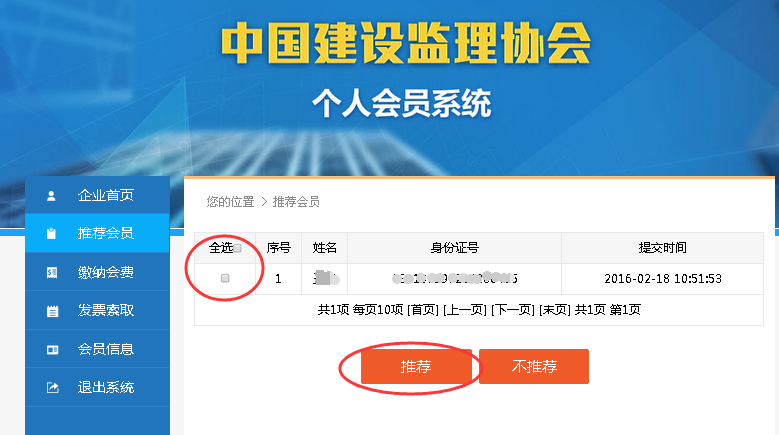 中国建设监理协会
个人会员系统
企业首页
推荐会员
缴纳会费
发票索取
会员信息
退出系统
您的位置 > 推荐会员
全选 序号 姓名 身份证号 提交时间
1 2016-02-18 10:51:53
共1项 每页10项 [首页] [上一页] [下一页] [末页] 共1页 第1页
推荐 不推荐